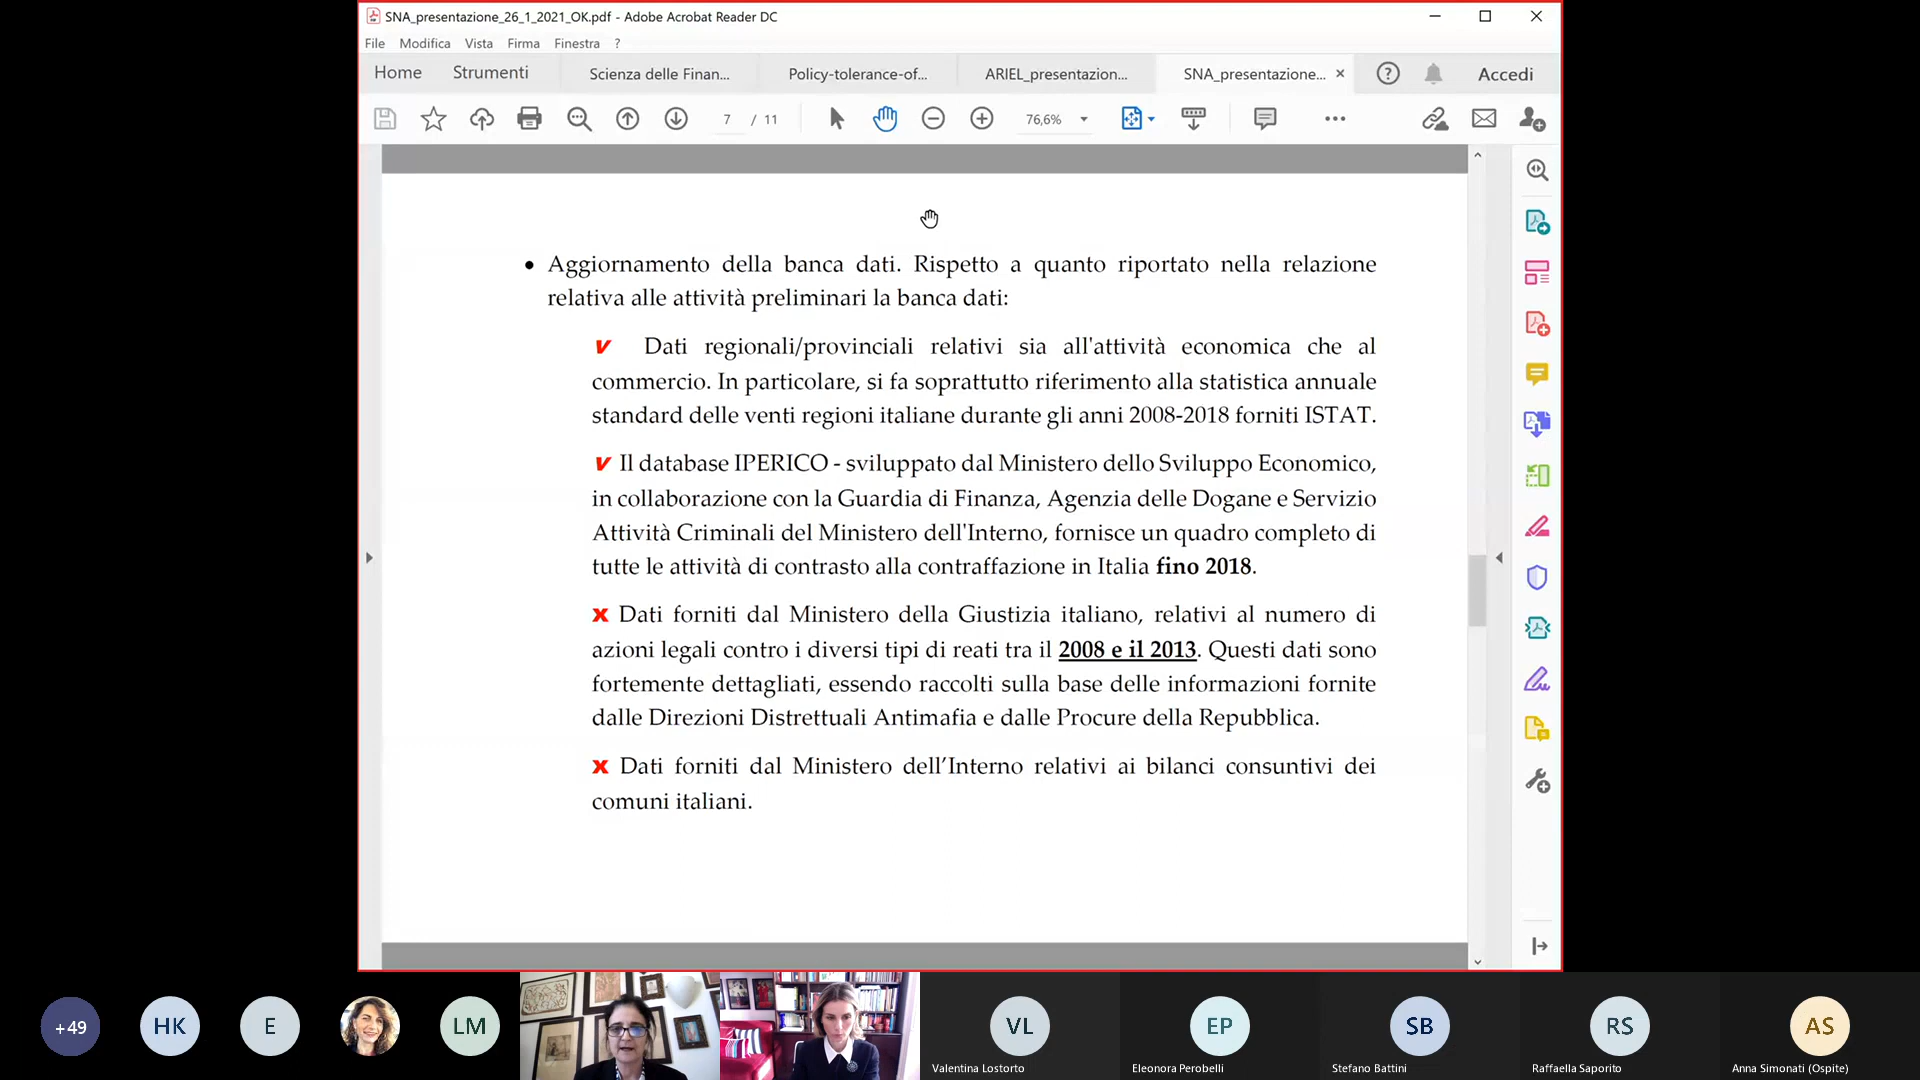 SNA_presentazione_26_1_2021_OK.pdf - Adobe Acrobat Reader DC
File Modifica Vista Firma Finestra ?
Home Strumenti Scienza delle Finan... Policy-tolerance-of... ARIEL_presentazion... SNA_presentazione... × ? Accedi
7 / 11 76,6%
• Aggiornamento della banca dati. Rispetto a quanto riportato nella relazione
relativa alle attività preliminari la banca dati:
v Dati regionali/provinciali relativi sia all'attività economica che al
commercio. In particolare, si fa soprattutto riferimento alla statistica annuale
standard delle venti regioni italiane durante gli anni 2008-2018 forniti ISTAT.
v Il database IPERICO - sviluppato dal Ministero dello Sviluppo Economico,
in collaborazione con la Guardia di Finanza, Agenzia delle Dogane e Servizio
Attività Criminali del Ministero dell'Interno, fornisce un quadro completo di
tutte le attività di contrasto alla contraffazione in Italia fino 2018.
x Dati forniti dal Ministero della Giustizia italiano, relativi al numero di
azioni legali contro i diversi tipi di reati tra il 2008 e il 2013. Questi dati sono
fortemente dettagliati, essendo raccolti sulla base delle informazioni fornite
dalle Direzioni Distrettuali Antimafia e dalle Procure della Repubblica.
x Dati forniti dal Ministero dell'Interno relativi ai bilanci consuntivi dei
comuni italiani.
+49 HK E LM VL EP SB RS AS
Valentina Lostorto Eleonora Perobelli Stefano Battini Raffaella Saporito Anna Simonati (Ospite)